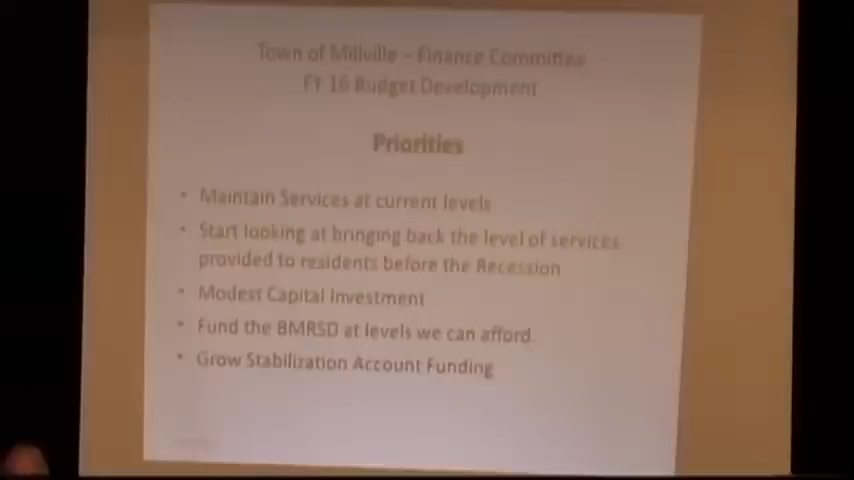 Town of Millville – Finance Committee
FY 16 Budget Development
Priorities
• Maintain Services at current levels
• Start looking at bringing back the level of services
provided to residents before the Recession
• Modest Capital Investment
• Fund the BMRSD at levels we can afford
• Grow Stabilization Account Funding